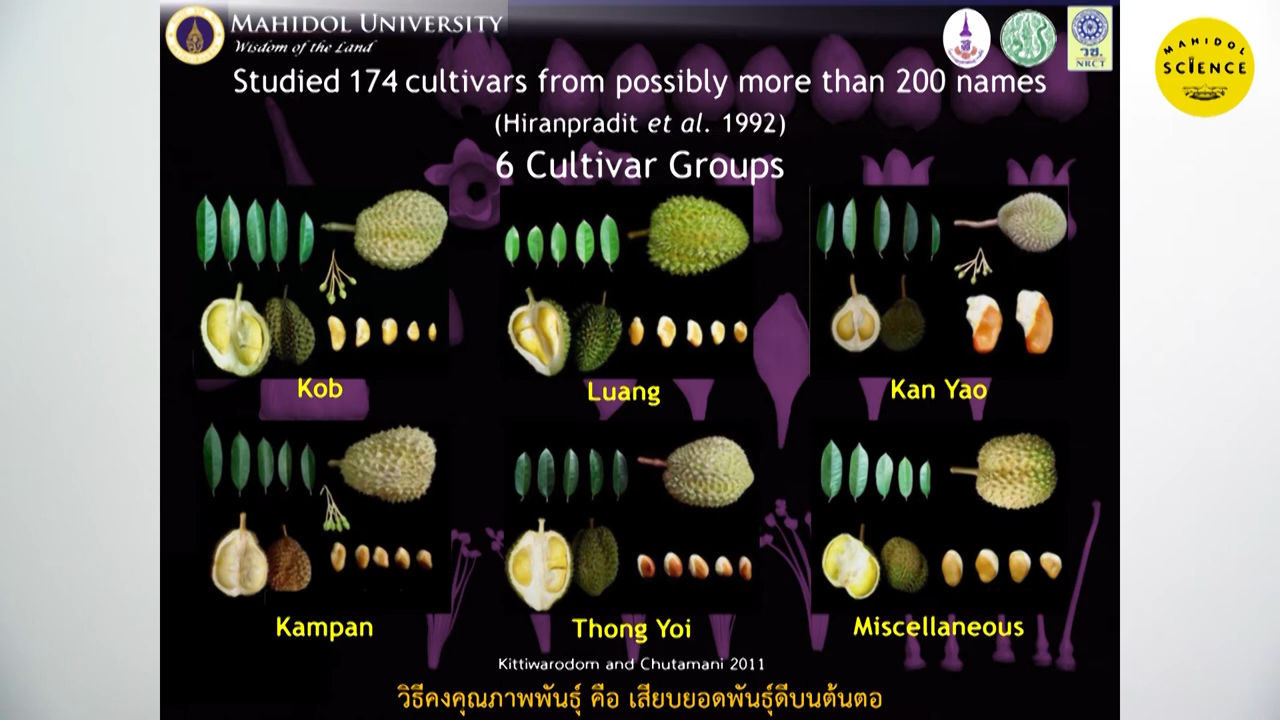 MAHIDOL UNIVERSITY
Wisdom of the Land
วช.
NRCT
MAHIDOL
SCIENCE
Studied 174 cultivars from possibly more than 200 names
(Hiranpradit et al. 1992)
6 Cultivar Groups
Kob
Luang
Kan Yao
Kampan
Thong Yoi
Miscellaneous
Kittiwarodom and Chutamani 2011
วิธีคงคุณภาพพันธุ์ คือ เสียบยอดพันธุ์ดีบนต้นตอ